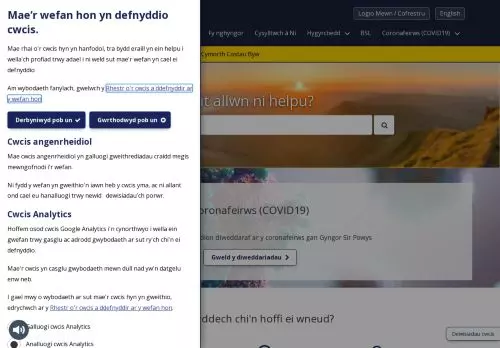 Mae'r wefan hon yn defnyddio
cwcis.
Mae rhai o'r cwcis hyn yn hanfodol, tra bydd eraill yn ein helpu i
wella'ch profiad trwy adael i ni weld sut mae'r wefan yn cael ei
defnyddio.
Am wybodaeth fanylach, gwelwch y Rhestr o'r cwcis a ddefnyddir ar
y wefan hon
Derbyniwyd pob un
Gwrthodwyd pob un
Cwcis angenrheidiol
Mae cwcis angenrheidiol yn galluogi gweithrediadau craidd megis
mewngofnodi i'r wefan.
Ni fydd y wefan yn gweithio'n iawn heb y cwcis yma, ac ni allant
ond cael eu hanalluogi trwy newid dewisiadau'ch porwr.
Cwcis Analytics
Hoffem osod cwcis Google Analytics i'n cynorthwyo i wella ein
gwefan trwy gasglu ac adrodd gwybodaeth ar sut ry'ch chi'n ei
defnyddio.
Mae'r cwcis yn casglu gwybodaeth mewn dull nad yw'n datgelu
enw neb.
I gael mwy o wybodaeth ar sut mae'r cwcis hyn yn gweithio,
edrychwch ar y Rhestr o'r cwcis a ddefnyddir ar y wefan hon.
Galluogi cwcis Analytics
Analluogi cwcis Analytics
Logio Mewn / Cofrestru
English
Fy nghyngor
Cysylltwch â Ni
Hygyrchedd
BSL
Coronafeirws (COVID19)
Cymorth Costau Byw
t allwn ni helpu?
oronafeirws (COVID19)
dion diweddaraf ar y coronafeirws gan Gyngor Sir Powys
Gweld y diweddariadau
ddech chi'n hoffi ei wneud?
Dewisiadau cwcis